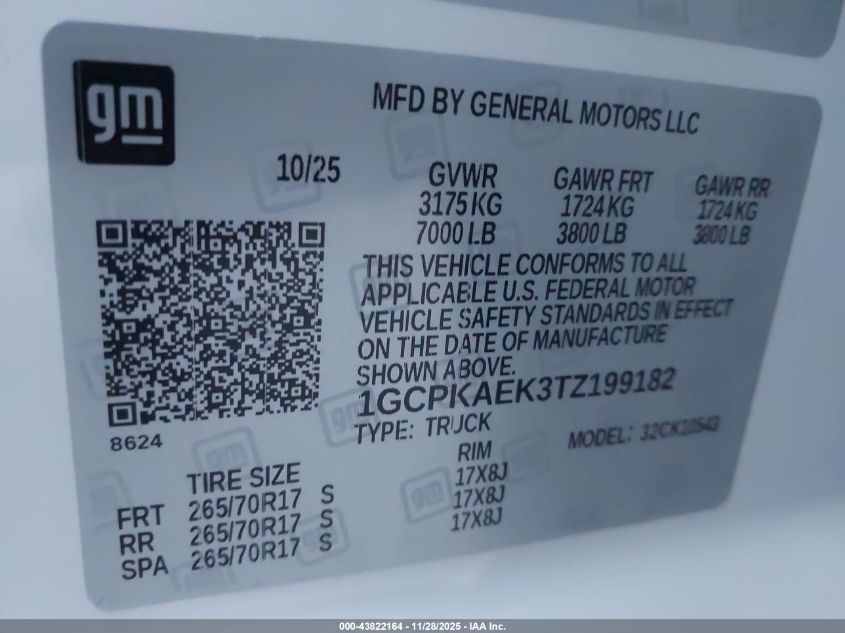 gm
MFD BY GENERAL MOTORS LLC
10/25
GVWR GAWR FRT GAWR RR
3175 KG 1724 KG 1724 KG
7000 LB 3800 LB 3800 LB
THIS VEHICLE CONFORMS TO ALL
APPLICABLE U.S. FEDERAL MOTOR
VEHICLE SAFETY STANDARDS IN EFFECT
ON THE DATE OF MANUFACTURE
SHOWN ABOVE.
1GCPKAEK3TZ199182
TYPE: TRUCK MODEL: 32CK10543
8624
TIRE SIZE RIM
FRT 265/70R17 S 17X8J
RR 265/70R17 S 17X8J
SPA 265/70R17 S 17X8J
000-43822164 - 11/28/2025 - IAA Inc.